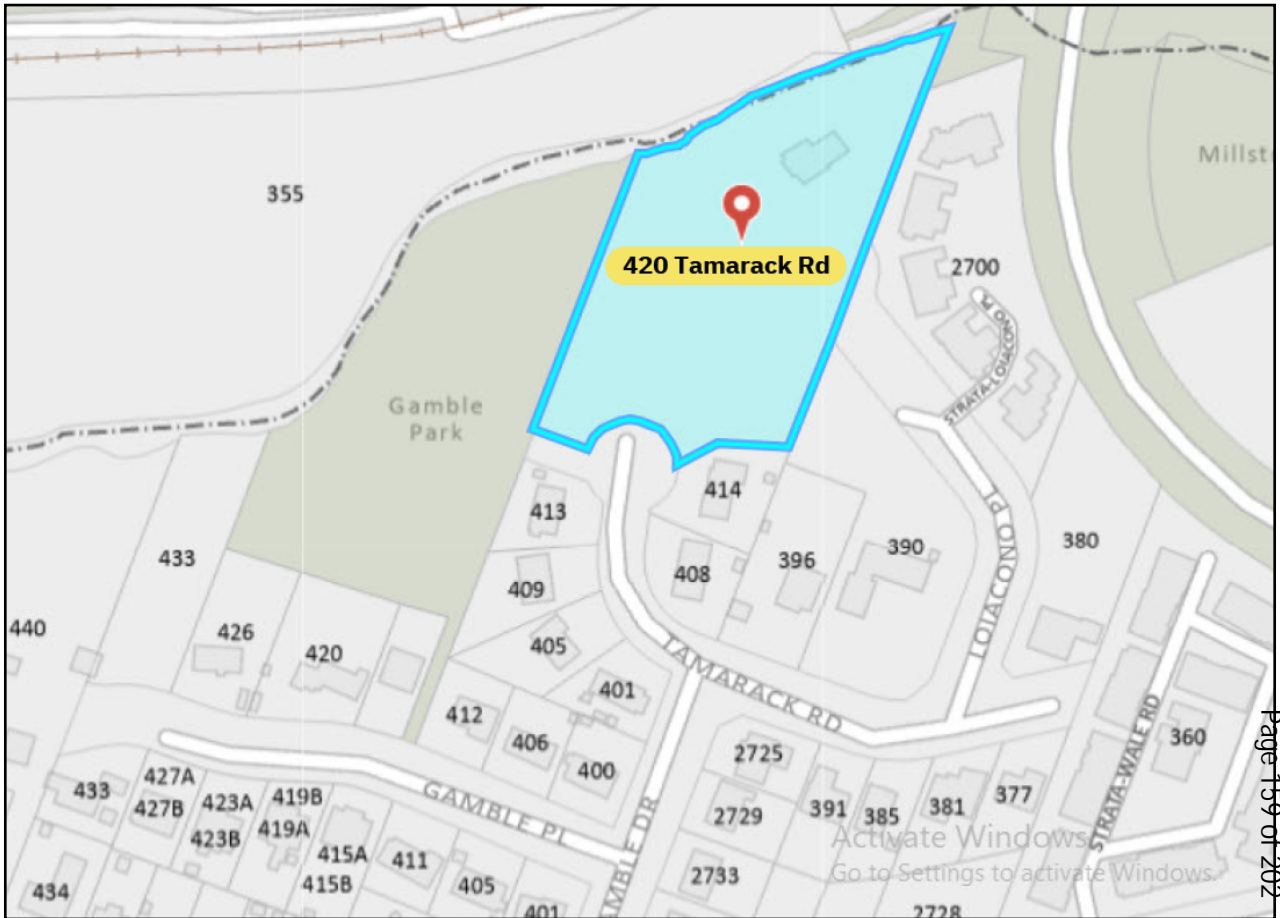 Millst
355
420 Tamarack Rd
2700
STRATA-LOIACONO PL
Gamble
Park
414
413
433
380
390
396
408
409
LOIACONO PL
440
426
420
405
TAMARACK RD
401
412
406
400
2725
STRATA-WALE RD
360
Page 159 of 202
433
427A
427B
423A
423B
419B
419A
GAMBLE PL
415A
415B
411
405
401
AMBLE DR
2729
391
385
381
377
Activate Windows
Go to Settings to activate Windows.
2733
434
2728